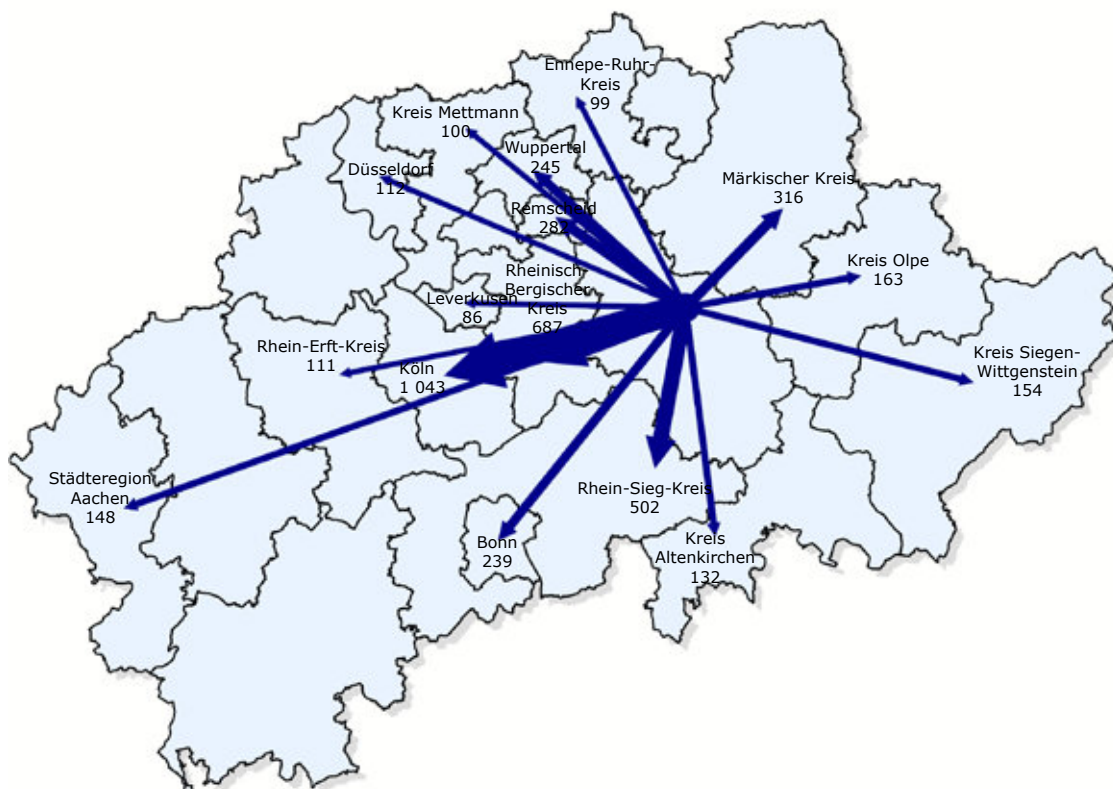 Ennepe-Ruhr-
Kreis
99
Kreis Mettmann
100
Wuppertal
245
Düsseldorf
112
Märkischer Kreis
316
Remscheid
282
Kreis Olpe
163
Rheinisch-
Bergischer
Kreis
687
Leverkusen
86
Rhein-Erft-Kreis
111
Köln
1 043
Kreis Siegen-
Wittgenstein
154
Städteregion
Aachen
148
Rhein-Sieg-Kreis
502
Bonn
239
Kreis
Altenkirchen
132